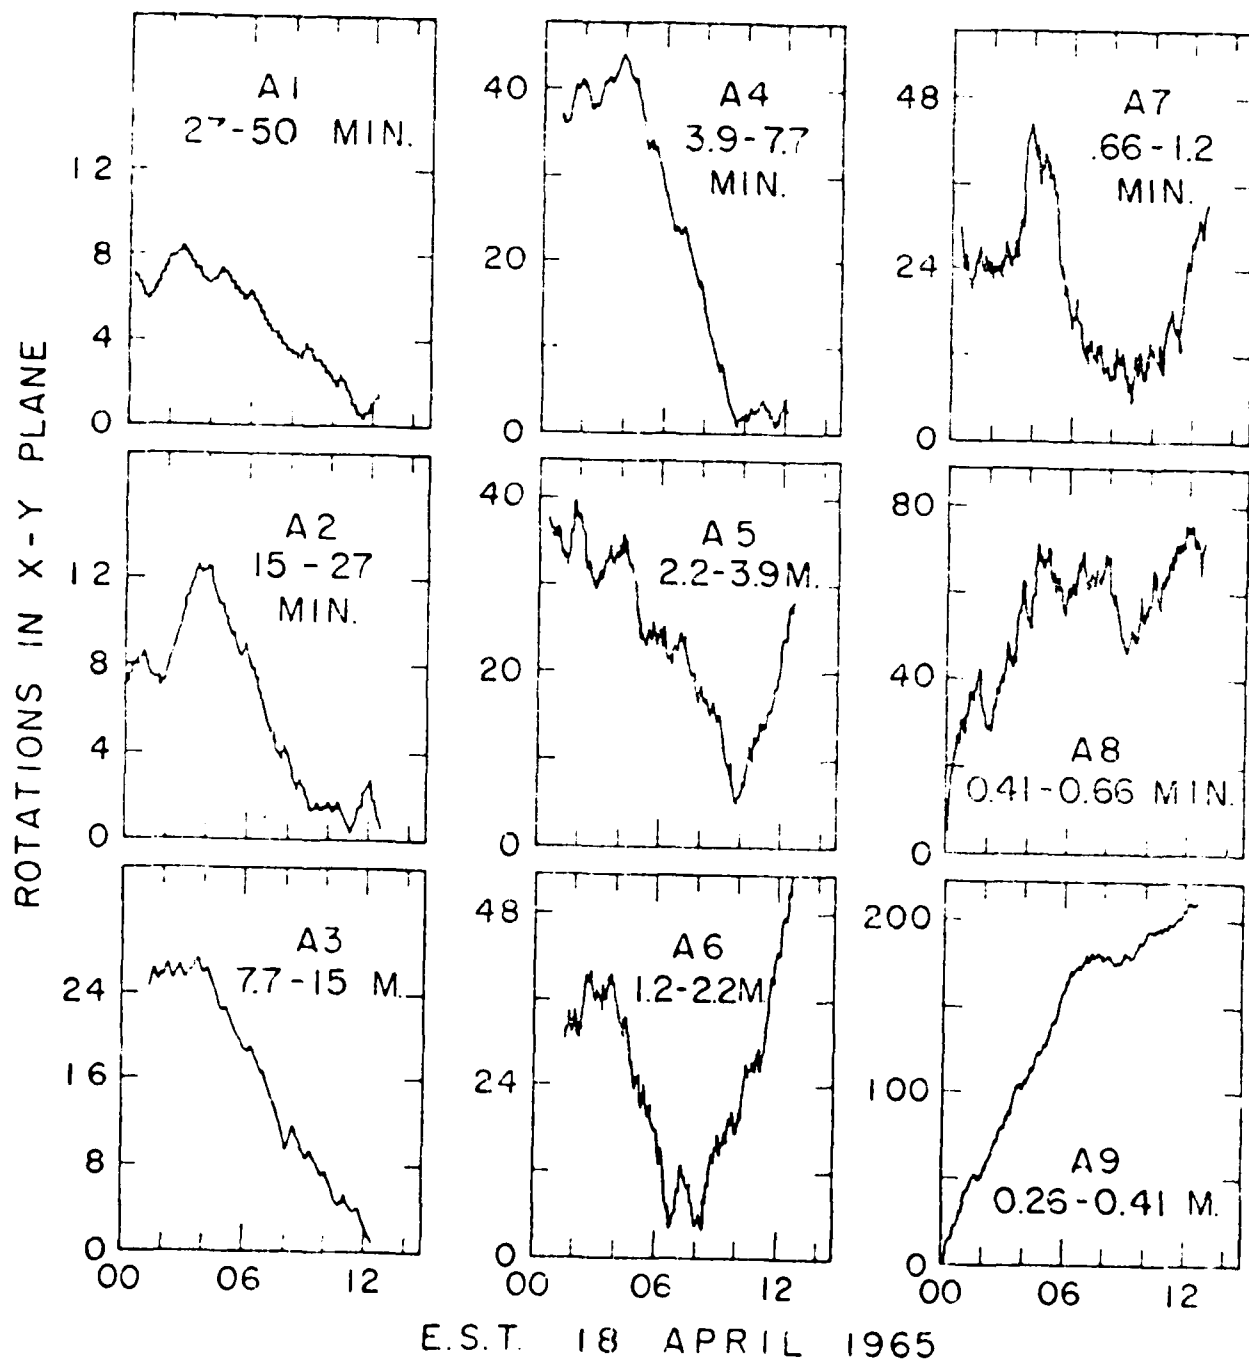 ROTATIONS IN X-Y PLANE
A1
27-50 MIN.
12
8
4
0
A4
3.9-7.7
MIN.
40
20
0
A7
.66-1.2
MIN.
48
24
0
A2
15-27
MIN.
12
8
4
0
A5
2.2-3.9M.
40
20
0
A8
0.41-0.66 MIN.
80
40
0
A3
7.7-15 M.
24
16
8
0
00 06 12
A6
1.2-2.2M
48
24
0
00 06 12
A9
0.26-0.41 M.
200
100
0
00 06 12
E.S.T. 18 APRIL 1965